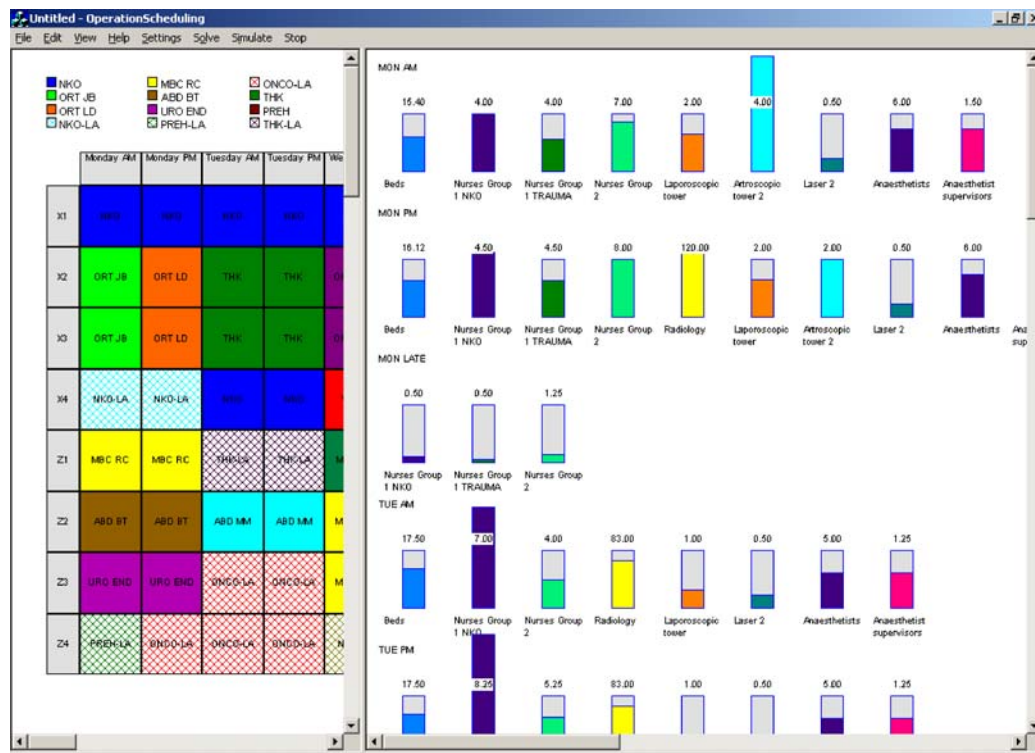 Untitled - OperationScheduling
File Edit View Help Settings Solve Simulate Stop
NKO MBC RC ONCO-LA
ORT JB ABD BT THK
ORT LD URO END PREH
NKO-LA PREH-LA THK-LA
Monday AM Monday PM Tuesday AM Tuesday PM We
X1
X2 ORT JB ORT LD THK THK
X3 ORT JB ORT LD THK THK
X4 NKO-LA NKO-LA
Z1 MBC RC MBC RC THK-LA THK-LA M
Z2 ABD BT ABD BT ABD MM ABD MM M
Z3 URO END URO END ONCO-LA ONCO-LA M
Z4 PREH-LA ONCO-LA ONCO-LA ONCO-LA N
MON AM
15.40 4.00 4.00 7.00 2.00 4.00 0.50 6.00 1.50
Beds Nurses Group Nurses Group Nurses Group Laporoscopic Artroscopic Laser 2 Anaesthetists Anaesthetist
1 NKO 1 TRAUMA 2 tower tower 2 supervisors
MON PM
16.12 4.50 4.50 8.00 120.00 2.00 2.00 0.50 6.00
Beds Nurses Group Nurses Group Nurses Group Radiology Laporoscopic Artroscopic Laser 2 Anaesthetists Ana
1 NKO 1 TRAUMA 2 tower tower 2 sup
MON LATE
0.50 0.50 1.25
Nurses Group Nurses Group Nurses Group
1 NKO 1 TRAUMA 2
TUE AM
17.50 7.00 4.00 83.00 1.00 0.50 5.00 1.25
Beds Nurses Group Nurses Group Radiology Laporoscopic Laser 2 Anaesthetists Anaesthetist
1 NKO 2 tower supervisors
TUE PM
17.50 8.25 5.25 83.00 1.00 0.50 5.00 1.25